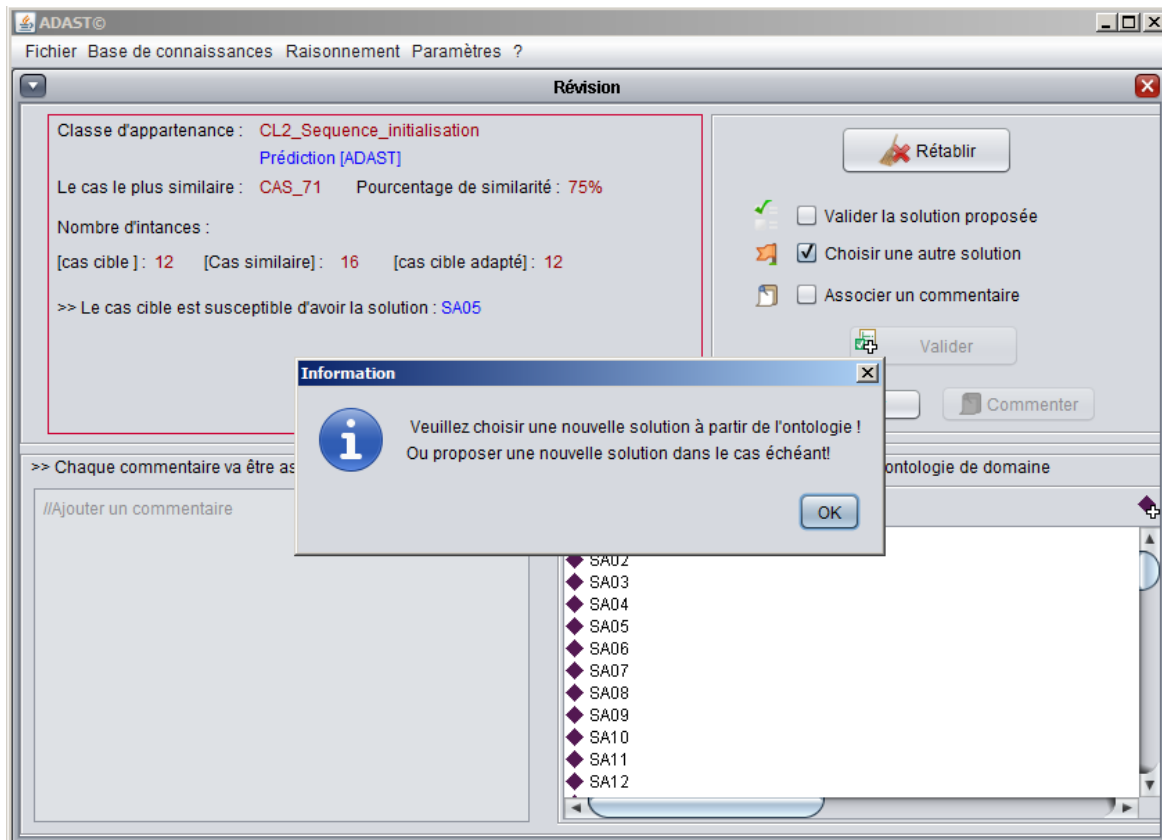 ADAST©
Fichier Base de connaissances Raisonnement Paramètres ?
Révision
Classe d'appartenance : CL2_Sequence_initialisation
Prédiction [ADAST]
Le cas le plus similaire : CAS_71 Pourcentage de similarité : 75%
Nombre d'intances :
[cas cible ] : 12 [Cas similaire] : 16 [cas cible adapté] : 12
>> Le cas cible est susceptible d'avoir la solution : SA05
Rétablir
Valider la solution proposée
Choisir une autre solution
Associer un commentaire
Valider
Commenter
Information
Veuillez choisir une nouvelle solution à partir de l'ontologie !
Ou proposer une nouvelle solution dans le cas échéant!
OK
>> Chaque commentaire va être as
ontologie de domaine
//Ajouter un commentaire
SA02
SA03
SA04
SA05
SA06
SA07
SA08
SA09
SA10
SA11
SA12